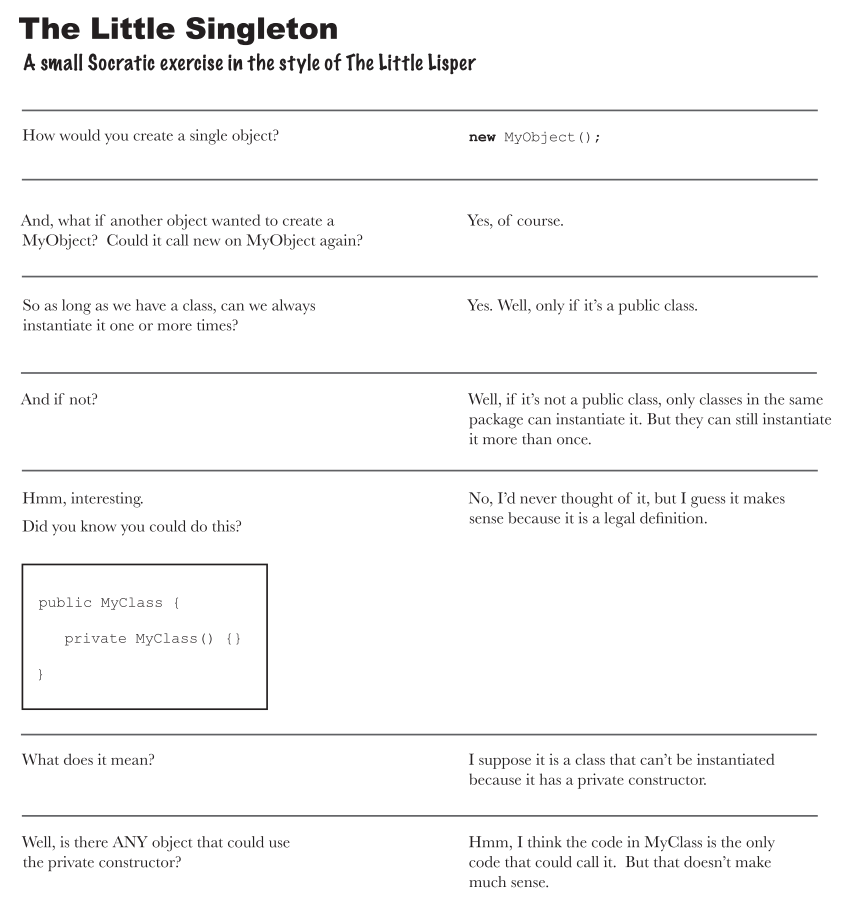 The Little Singleton
A small Socratic exercise in the style of The Little Lisper
How would you create a single object?
new MyObject();
And, what if another object wanted to create a
MyObject? Could it call new on MyObject again?
Yes, of course.
So as long as we have a class, can we always
instantiate it one or more times?
Yes. Well, only if it’s a public class.
And if not?
Well, if it’s not a public class, only classes in the same
package can instantiate it. But they can still instantiate
it more than once.
Hmm, interesting.
Did you know you could do this?
No, I’d never thought of it, but I guess it makes
sense because it is a legal definition.
public MyClass {
private MyClass() {}
}
What does it mean?
I suppose it is a class that can’t be instantiated
because it has a private constructor.
Well, is there ANY object that could use
the private constructor?
Hmm, I think the code in MyClass is the only
code that could call it. But that doesn’t make
much sense.